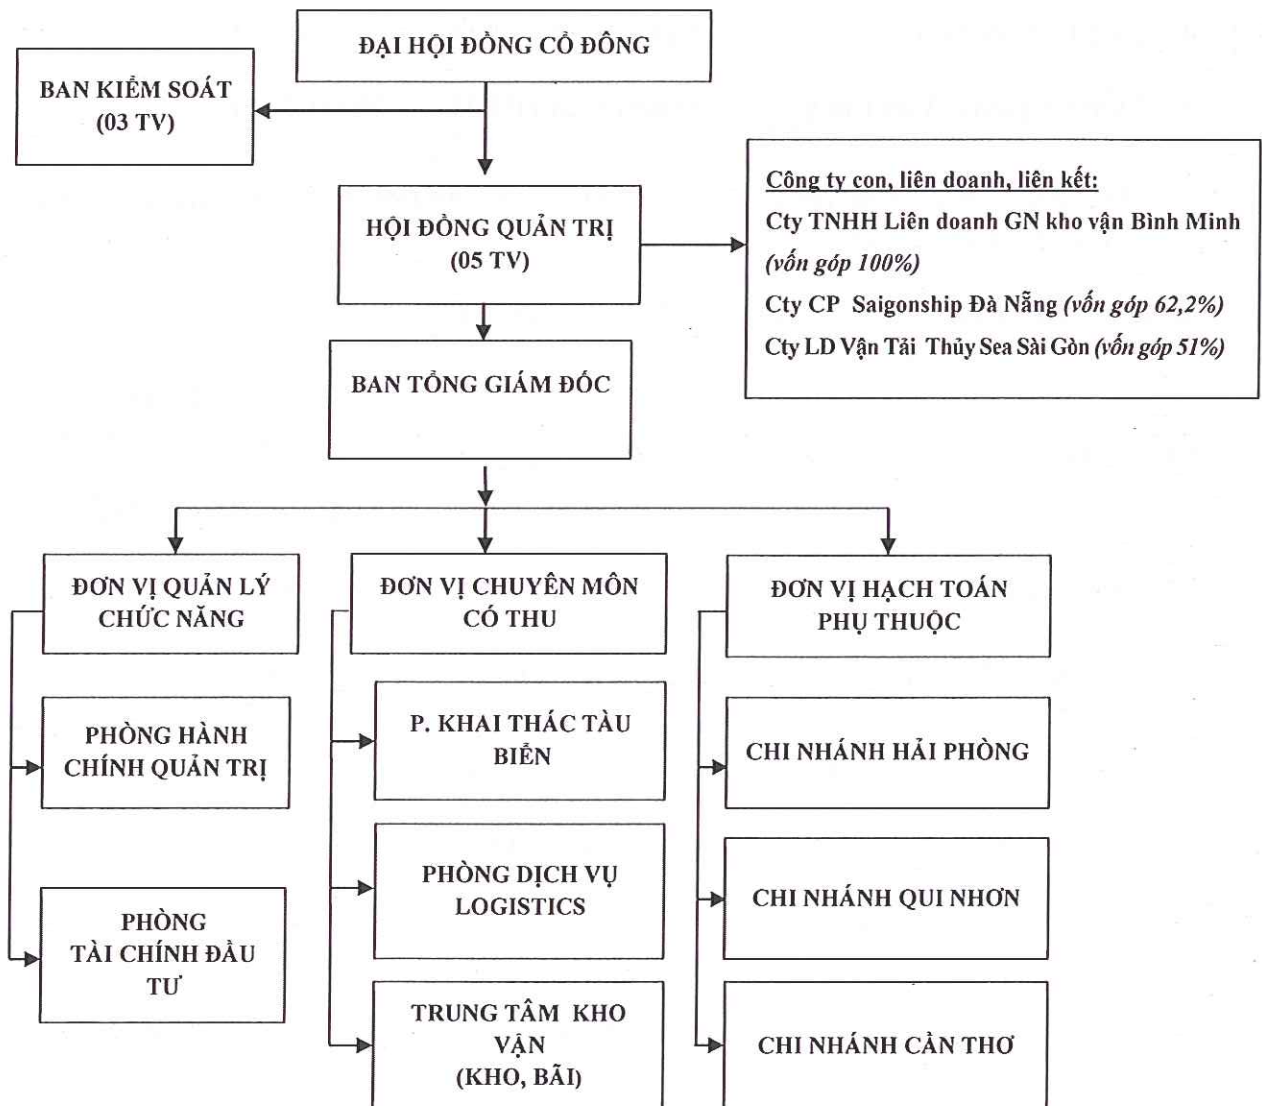 ĐẠI HỘI ĐỒNG CỔ ĐÔNG
BAN KIỂM SOÁT
(03 TV)
HỘI ĐỒNG QUẢN TRỊ
(05 TV)
Công ty con, liên doanh, liên kết:
Cty TNHH Liên doanh GN kho vận Bình Minh
(vốn góp 100%)
Cty CP Saigonship Đà Nẵng (vốn góp 62,2%)
Cty LD Vận Tải Thủy Sea Sài Gòn (vốn góp 51%)
BAN TỔNG GIÁM ĐỐC
ĐƠN VỊ QUẢN LÝ
CHỨC NĂNG
PHÒNG HÀNH
CHÍNH QUẢN TRỊ
PHÒNG
TÀI CHÍNH ĐẦU
TƯ
ĐƠN VỊ CHUYÊN MÔN
CÓ THU
P. KHAI THÁC TÀU
BIỂN
PHÒNG DỊCH VỤ
LOGISTICS
TRUNG TÂM KHO
VẬN
(KHO, BÃI)
ĐƠN VỊ HẠCH TOÁN
PHỤ THUỘC
CHI NHÁNH HẢI PHÒNG
CHI NHÁNH QUI NHƠN
CHI NHÁNH CẦN THƠ